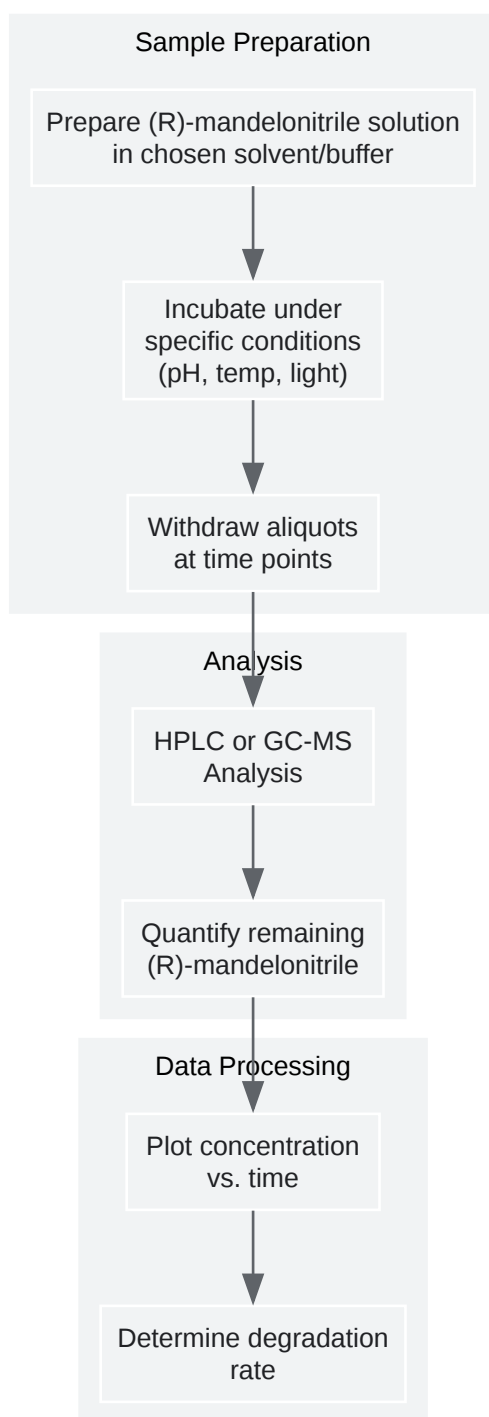 Sample Preparation
Prepare (R)-mandelonitrile solution
in chosen solvent/buffer
Incubate under
specific conditions
(pH, temp, light)
Withdraw aliquots
at time points
Analysis
HPLC or GC-MS
Analysis
Quantify remaining
(R)-mandelonitrile
Data Processing
Plot concentration
vs. time
Determine degradation
rate